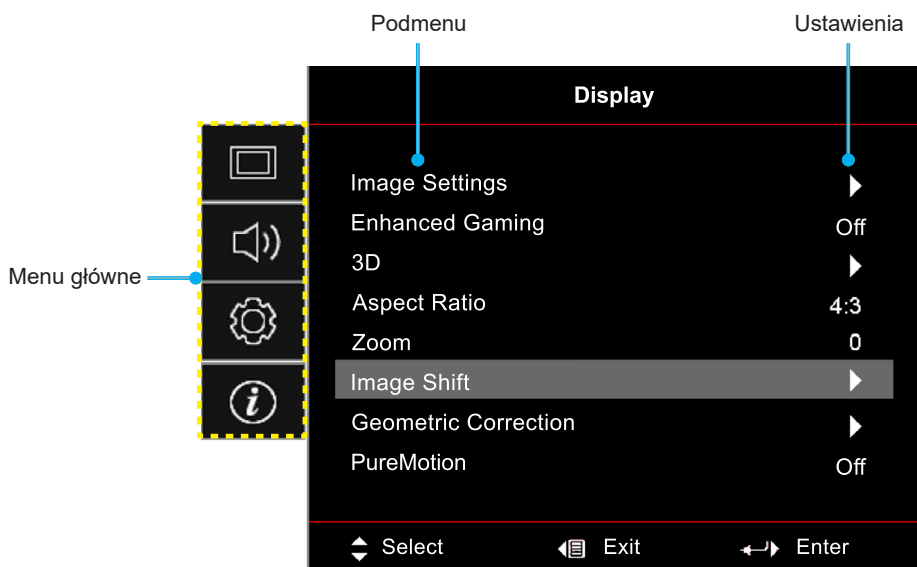 Podmenu Ustawienia
Display
Image Settings
Enhanced Gaming Off
3D
Menu główne
Aspect Ratio 4:3
Zoom 0
Image Shift
Geometric Correction
PureMotion Off
Select Exit Enter